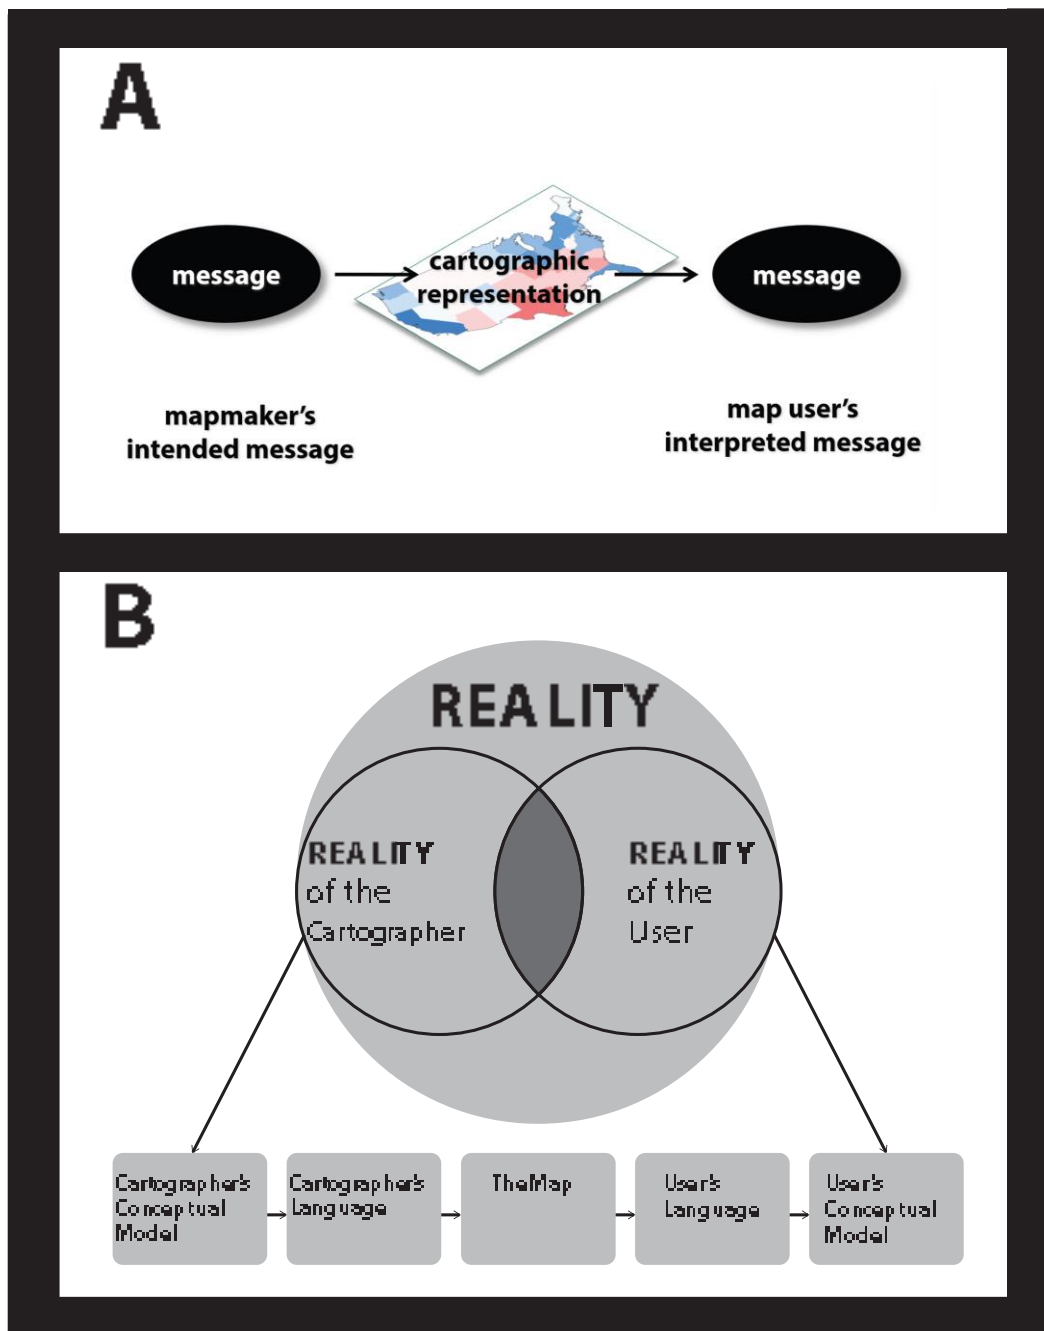 A
message
cartographic
representation
message
mapmaker's
intended message
map user's
interpreted message
B
REALITY
REALITY
of the
Cartographer
REALITY
of the
User
Cartographer's
Conceptual
Model
Cartographer's
Language
The Map
User's
Language
User's
Conceptual
Model